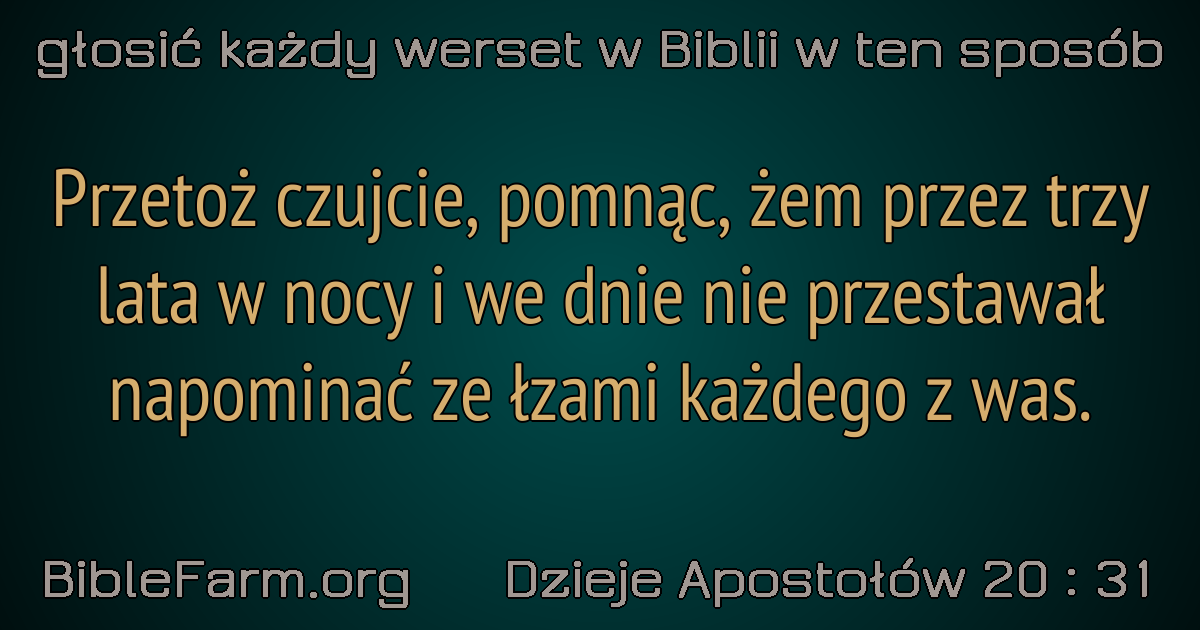 głosić każdy werset w Biblii w ten sposób
Przetoż czujcie, pomnąc, żem przez trzy
lata w nocy i we dnie nie przestawał
napominać ze łzami każdego z was.
BibleFarm.org Dzieje Apostołów 20 : 31